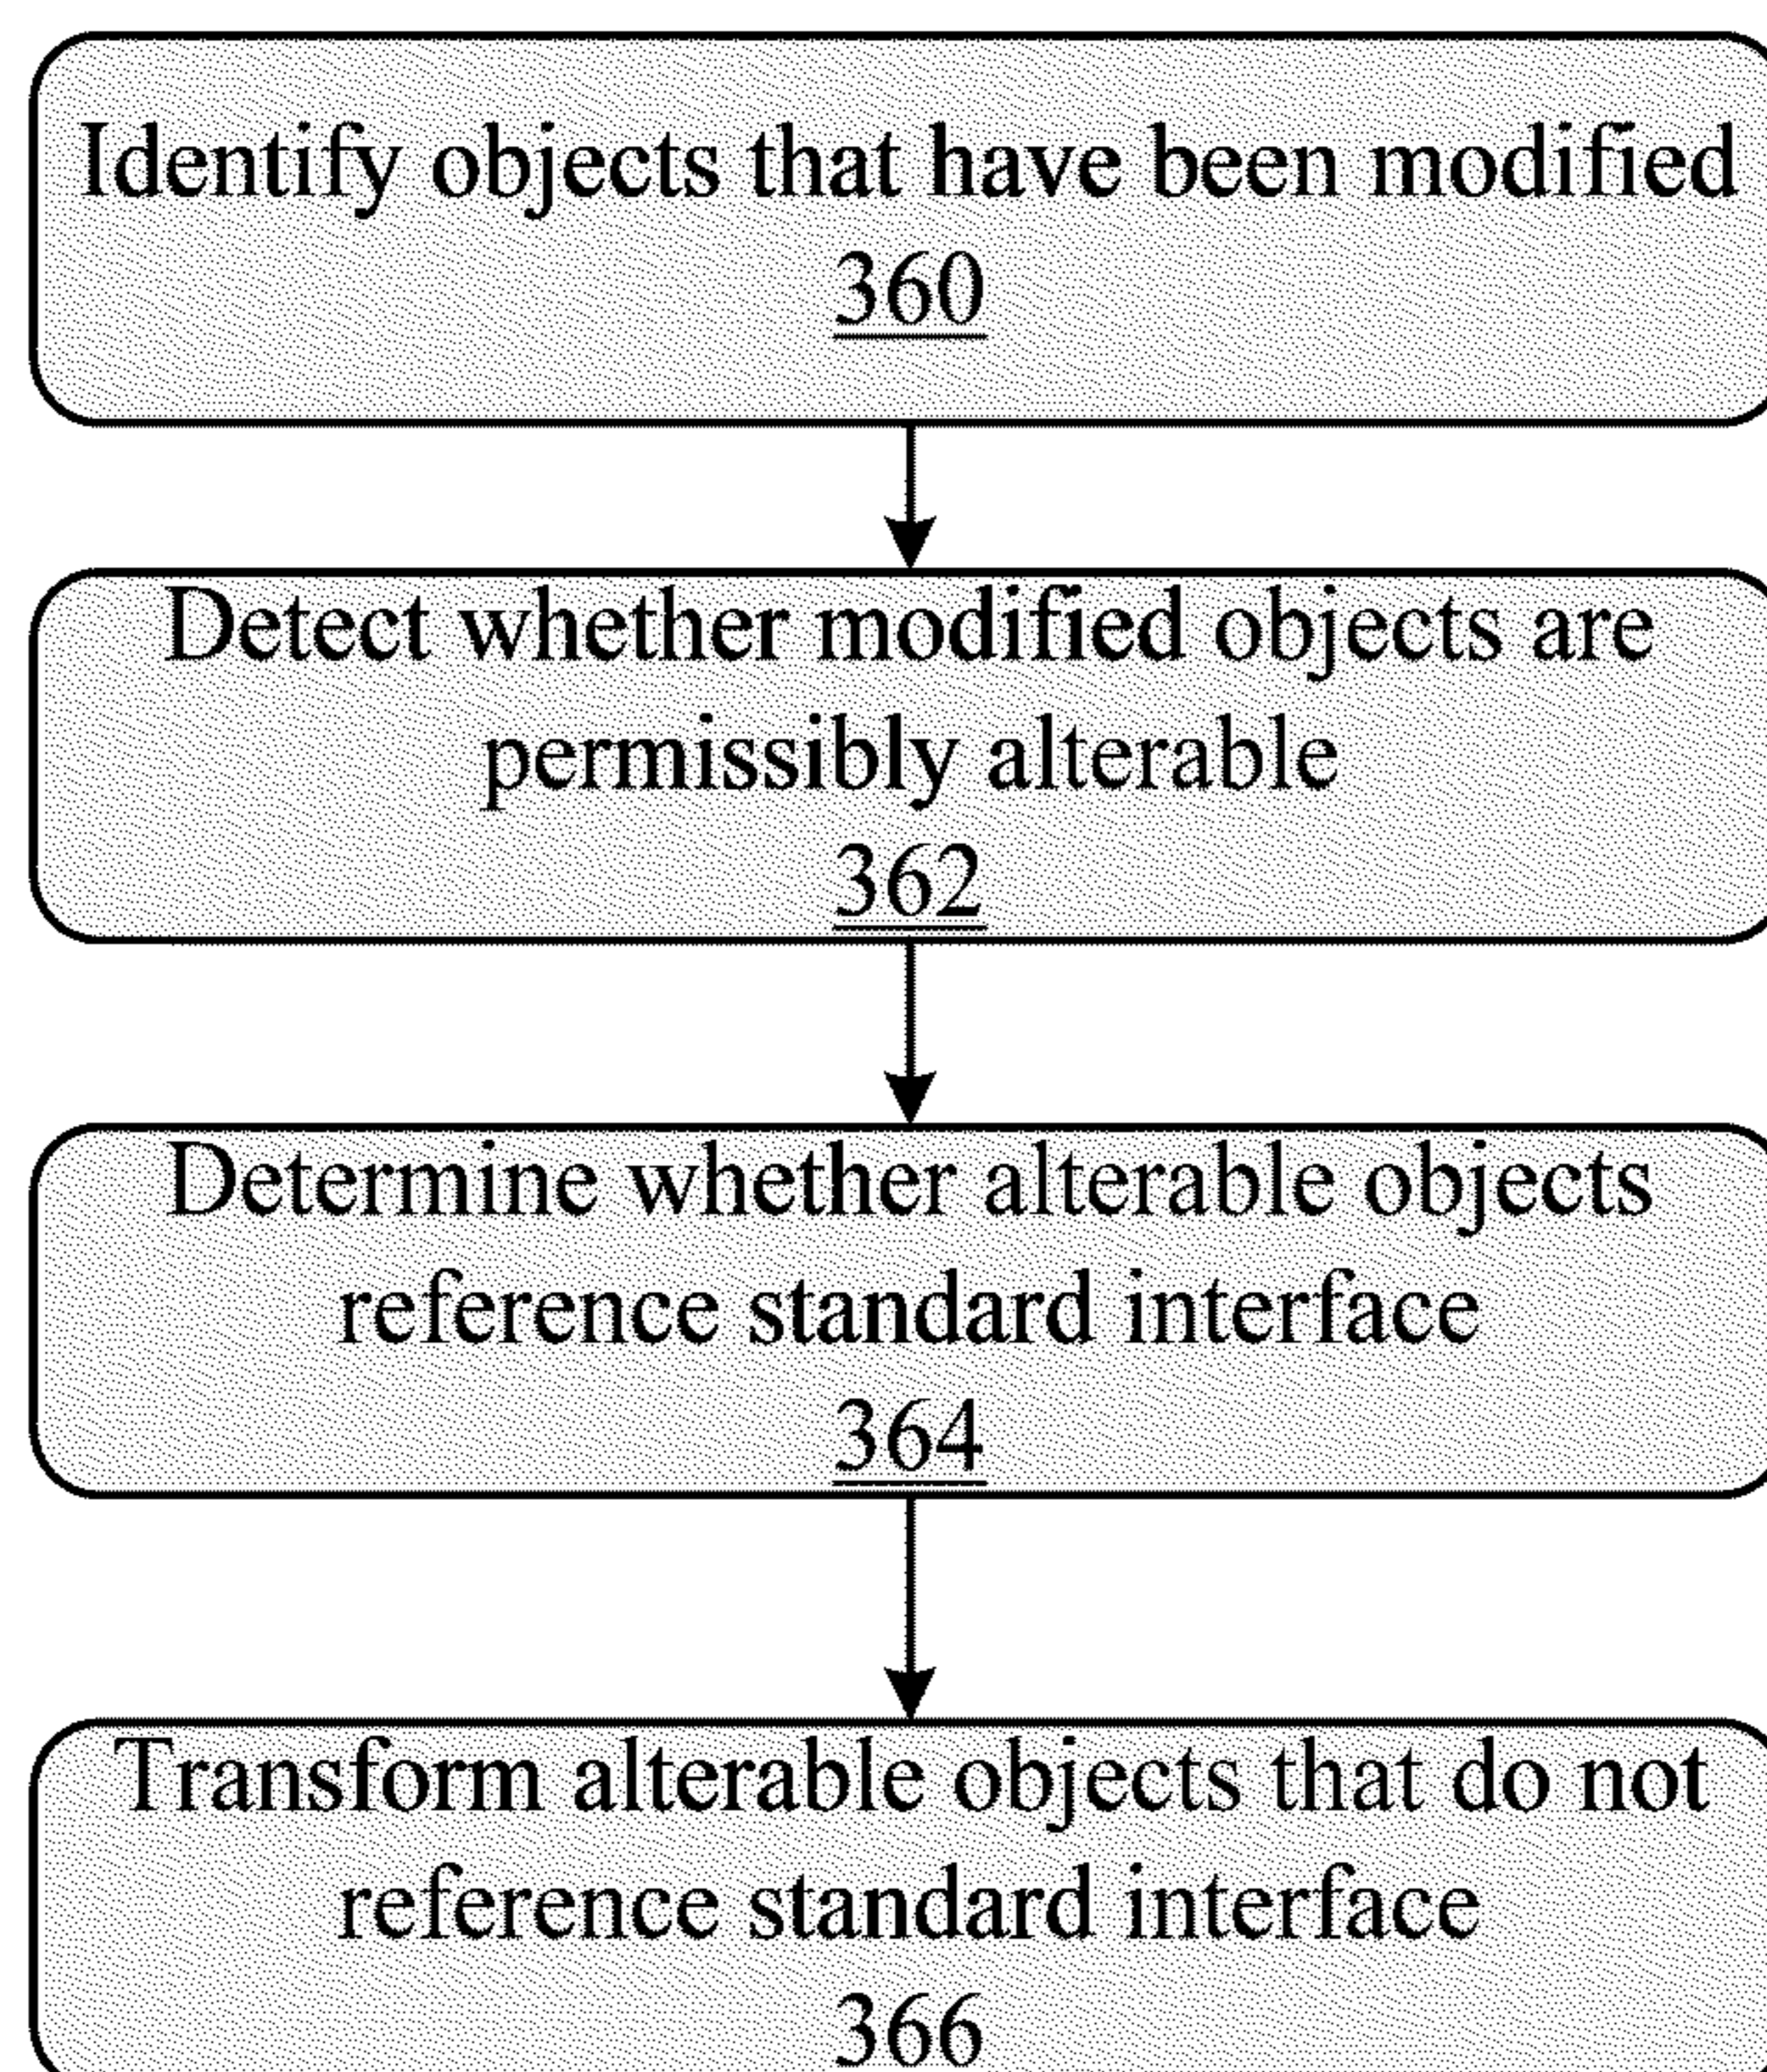 Identify objects that have been modified
360
Detect whether modified objects are
permissibly alterable
362
Determine whether alterable objects
reference standard interface
364
Transform alterable objects that do not
reference standard interface
366